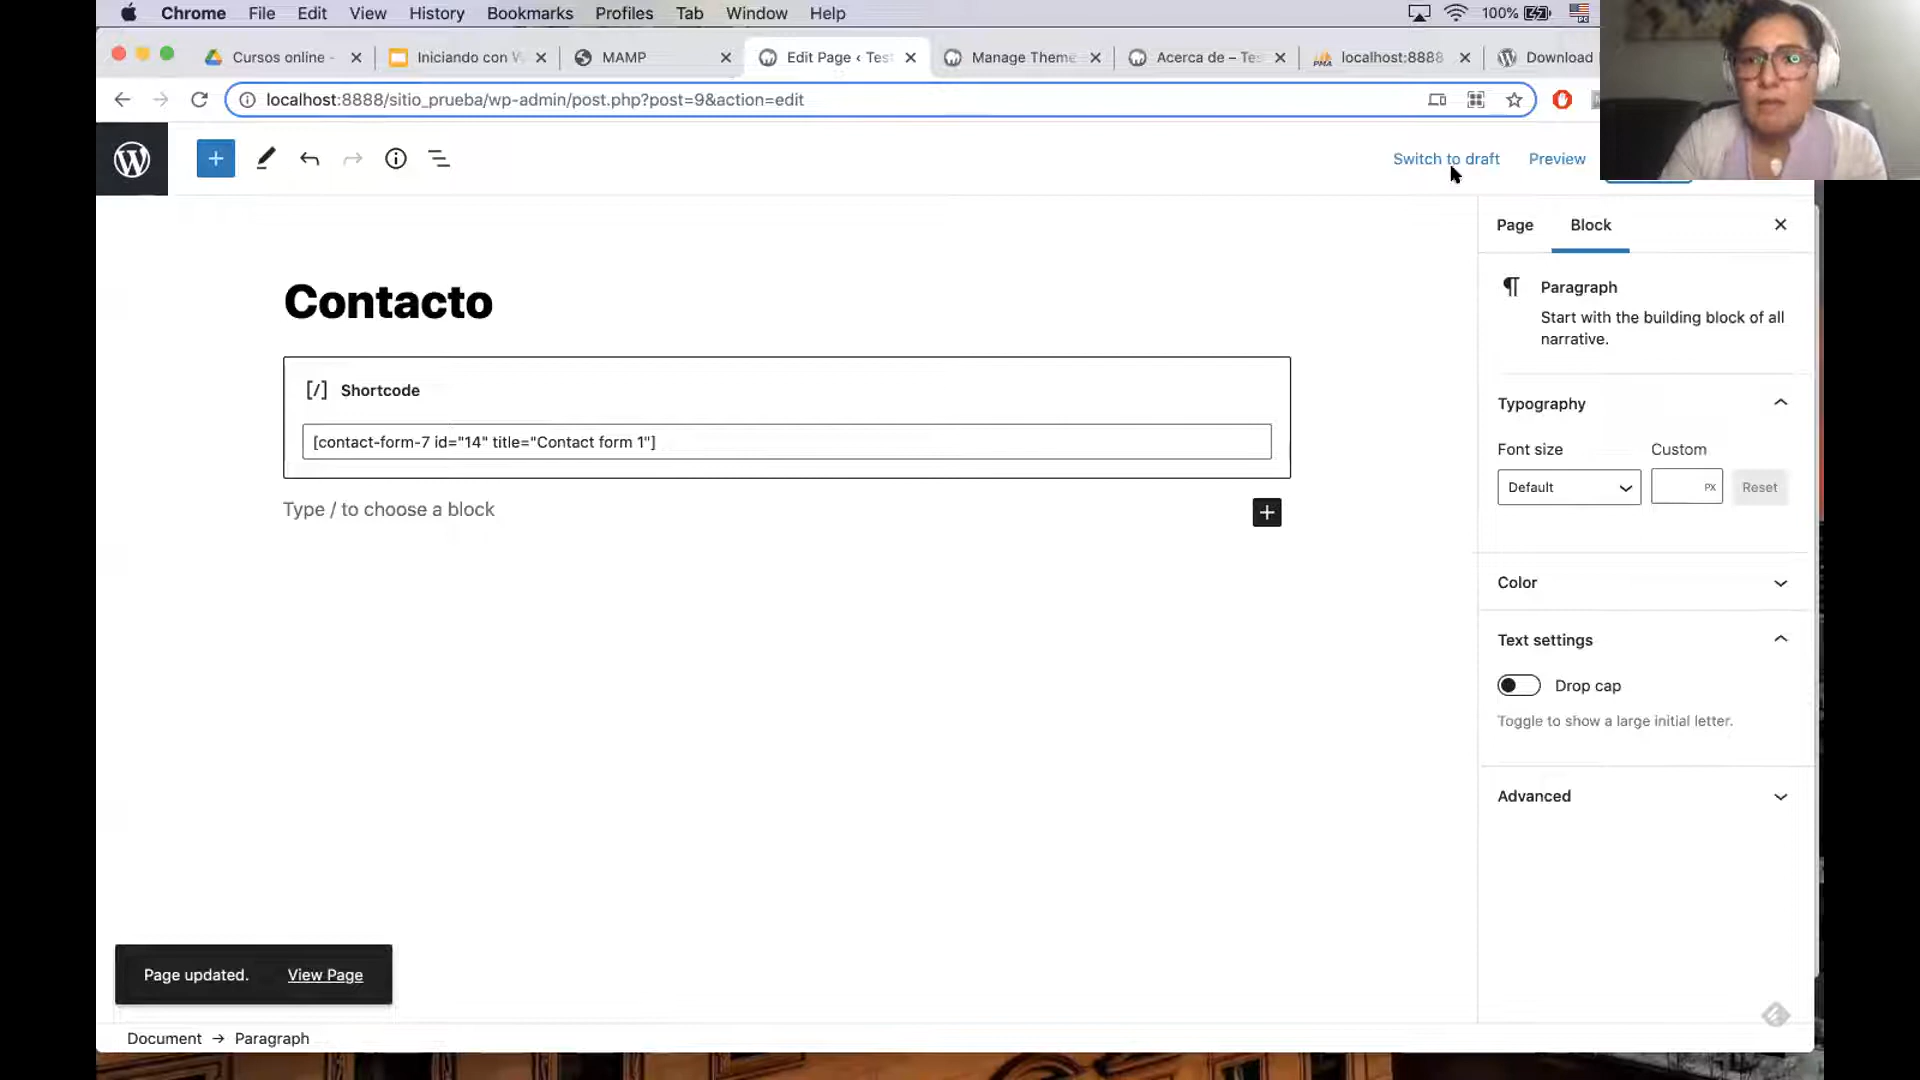 Chrome File Edit View History Bookmarks Profiles Tab Window Help 100%
Cursos online - Iniciando con W MAMP Edit Page ‹ Test Manage Theme Acerca de – Te localhost:8888 Download
localhost:8888/sitio_prueba/wp-admin/post.php?post=9&action=edit
Switch to draft Preview
Page Block
Paragraph
Start with the building block of all
narrative.
Contacto
[/] Shortcode
[contact-form-7 id="14" title="Contact form 1"]
Type / to choose a block
Typography
Font size Custom
Default PX Reset
Color
Text settings
Drop cap
Toggle to show a large initial letter.
Advanced
Page updated. View Page
Document → Paragraph